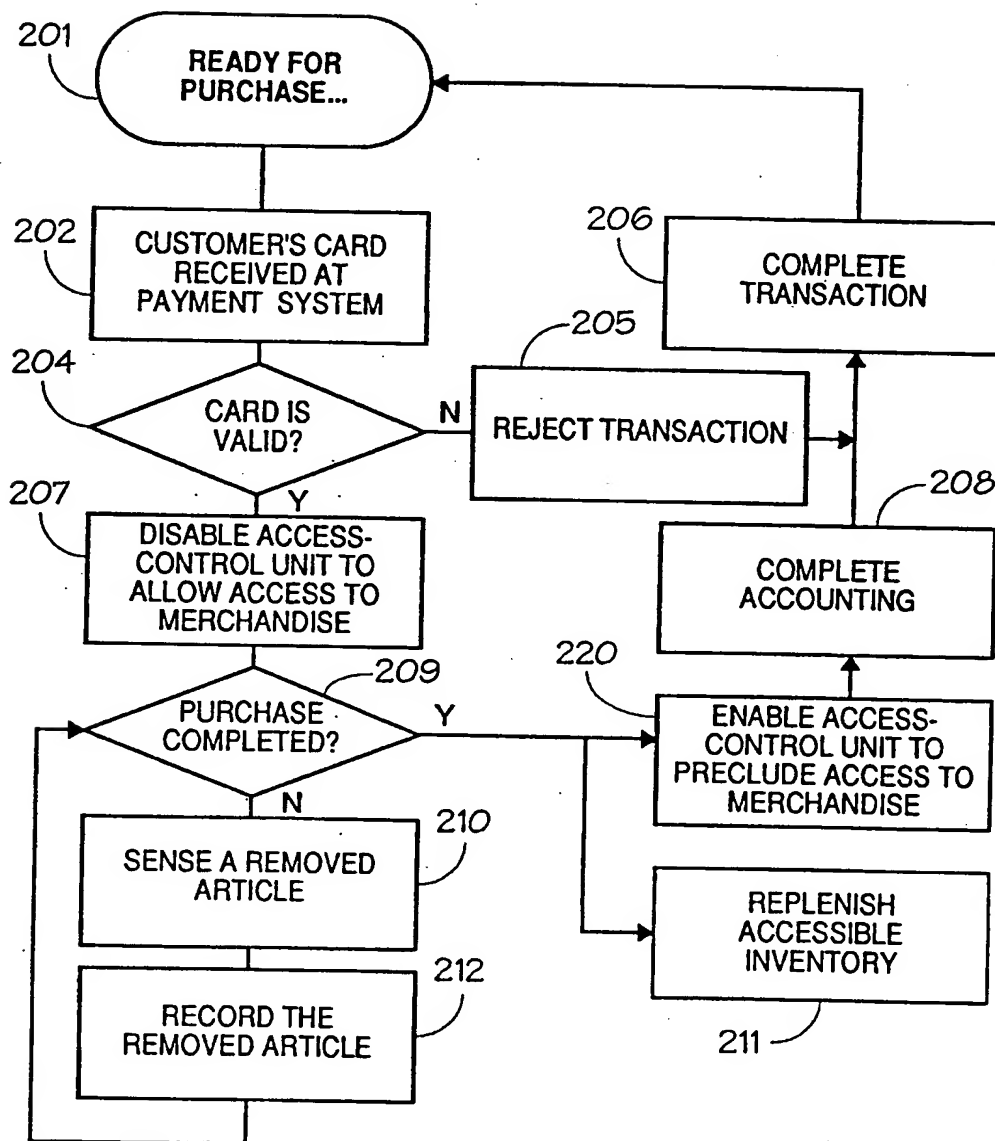 201
READY FOR
PURCHASE...
202
CUSTOMER'S CARD
RECEIVED AT
PAYMENT SYSTEM
206
COMPLETE
TRANSACTION
204
CARD IS
VALID?
N
205
REJECT TRANSACTION
Y
207
DISABLE ACCESS-
CONTROL UNIT TO
ALLOW ACCESS TO
MERCHANDISE
208
COMPLETE
ACCOUNTING
209
PURCHASE
COMPLETED?
Y
220
ENABLE ACCESS-
CONTROL UNIT TO
PRECLUDE ACCESS TO
MERCHANDISE
N
210
SENSE A REMOVED
ARTICLE
REPLENISH
ACCESSIBLE
INVENTORY
211
212
RECORD THE
REMOVED ARTICLE